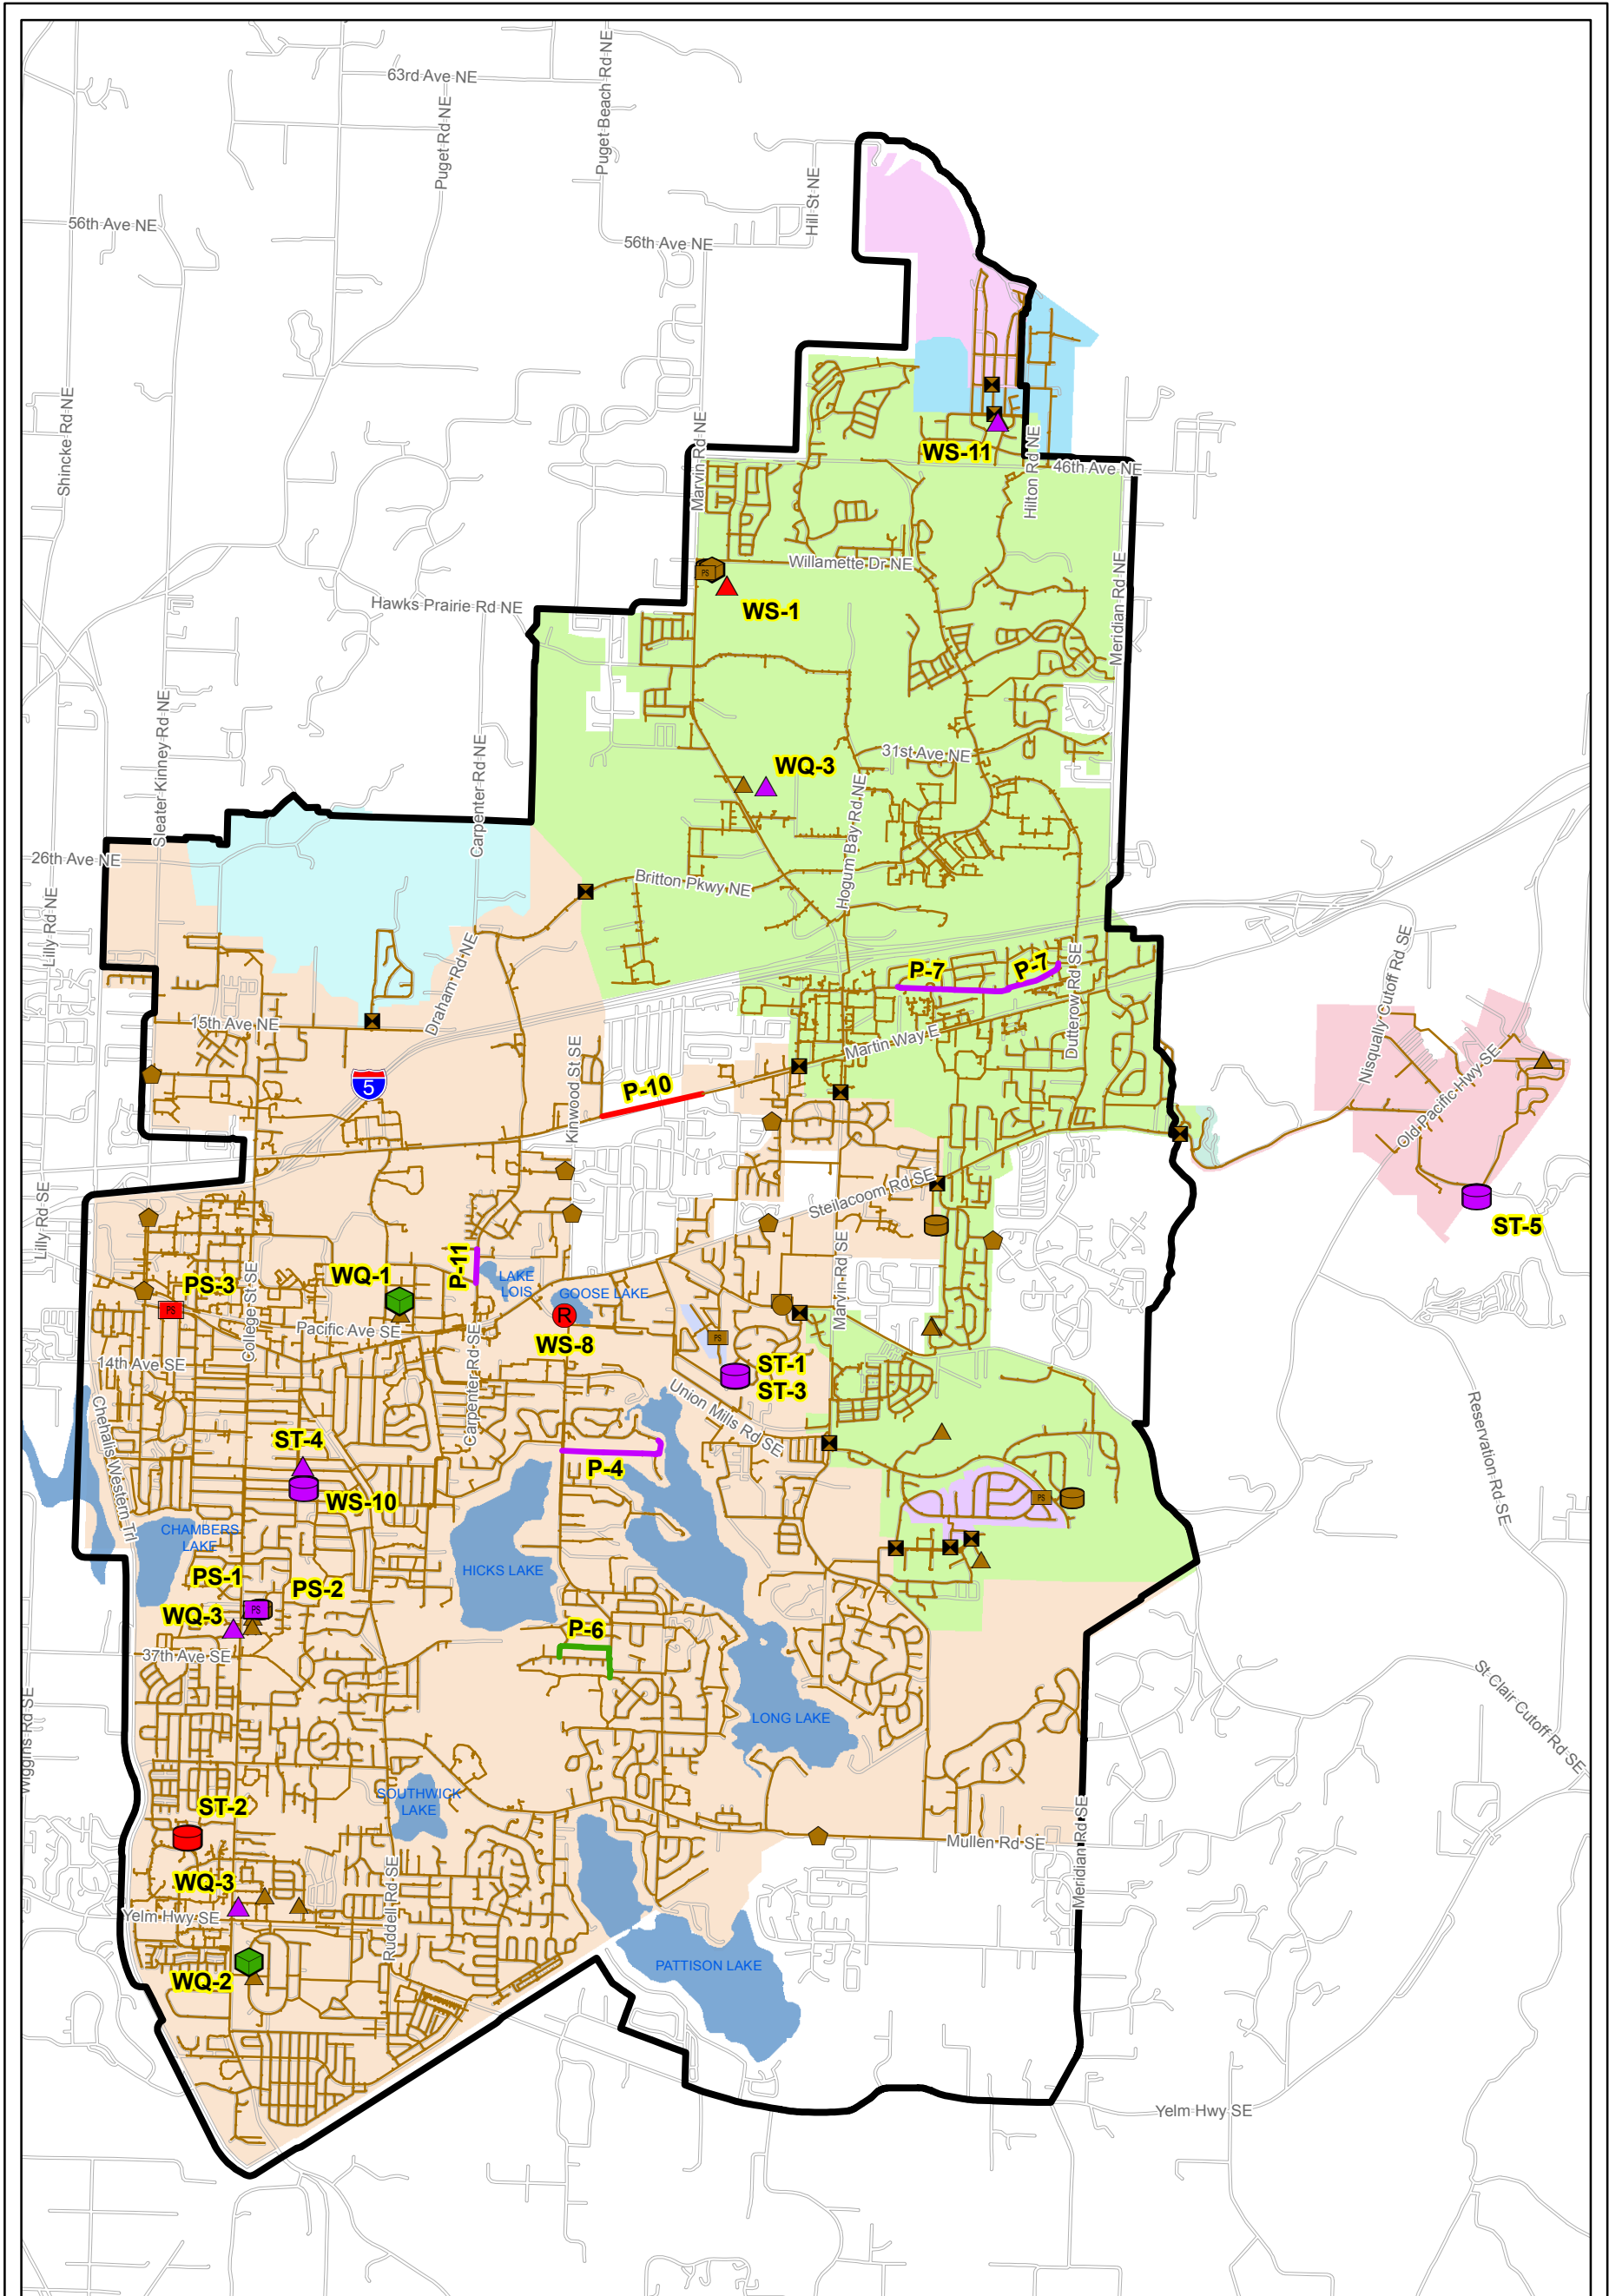 63rd Ave NE
Puget Rd NE
Puget Beach Rd NE
Hill St NE
56th Ave NE
56th Ave NE
Shincke Rd NE
Marvin Rd NE
WS-11
Hilton Rd NE
46th Ave NE
Willamette Dr NE
PS
WS-1
Hawks Prairie Rd NE
Meridian Rd NE
Sleater Kinney Rd NE
Carpenter Rd NE
31st Ave NE
WQ-3
Hogum Bay Rd NE
26th Ave NE
Britton Pkwy NE
Lilly Rd NE
Draham Rd NE
P-7
P-7
Dutterow Rd SE
Nisqually Cutoff Rd SE
15th Ave NE
Martin Way E
5
P-10
Kinwood St SE
Old Pacific Hwy SE
Lilly Rd SE
Steilacoom Rd SE
ST-5
P-11
LAKE
LOIS
GOOSE LAKE
PS-3
PS
WQ-1
College St SE
Pacific Ave SE
R
WS-8
Marvin Rd SE
PS
14th Ave SE
Carpenter Rd SE
ST-1
ST-3
Union Mills Rd SE
Chehalis Western Trl
Reservation Rd SE
ST-4
P-4
WS-10
PS
CHAMBERS
LAKE
HICKS LAKE
PS-1
PS-2
PS
WQ-3
P-6
37th Ave SE
Wiggins Rd SE
St Clair Cutoff Rd SE
LONG LAKE
SOUTHWICK
LAKE
ST-2
Mullen Rd SE
Meridian Rd SE
WQ-3
Yelm Hwy SE
Ruddell Rd SE
WQ-2
PATTISON LAKE
Yelm Hwy SE